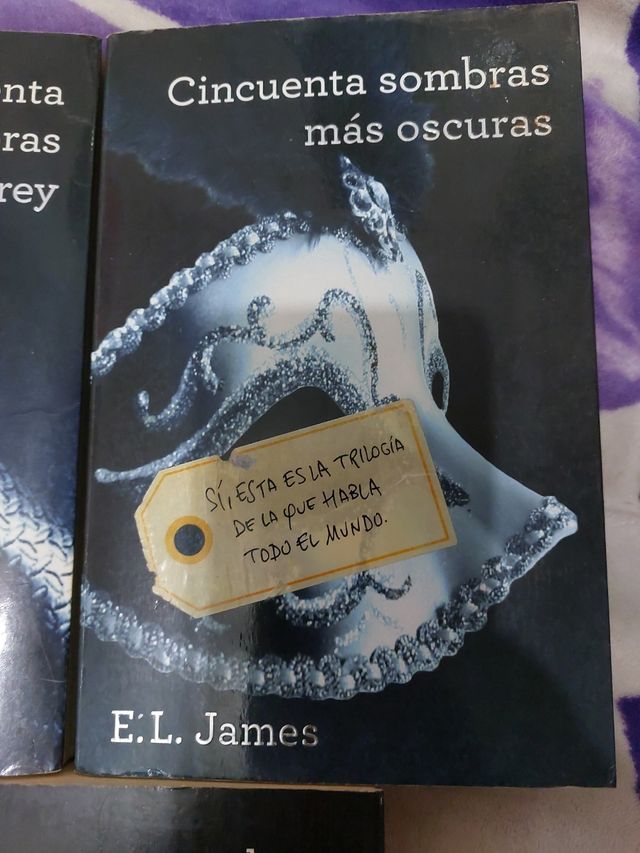 enta
ras
rey
Cincuenta sombras
más oscuras
SÍ, ESTA ES LA TRILOGÍA
DE LA QUE HABLA
TODO EL MUNDO.
E. L. James